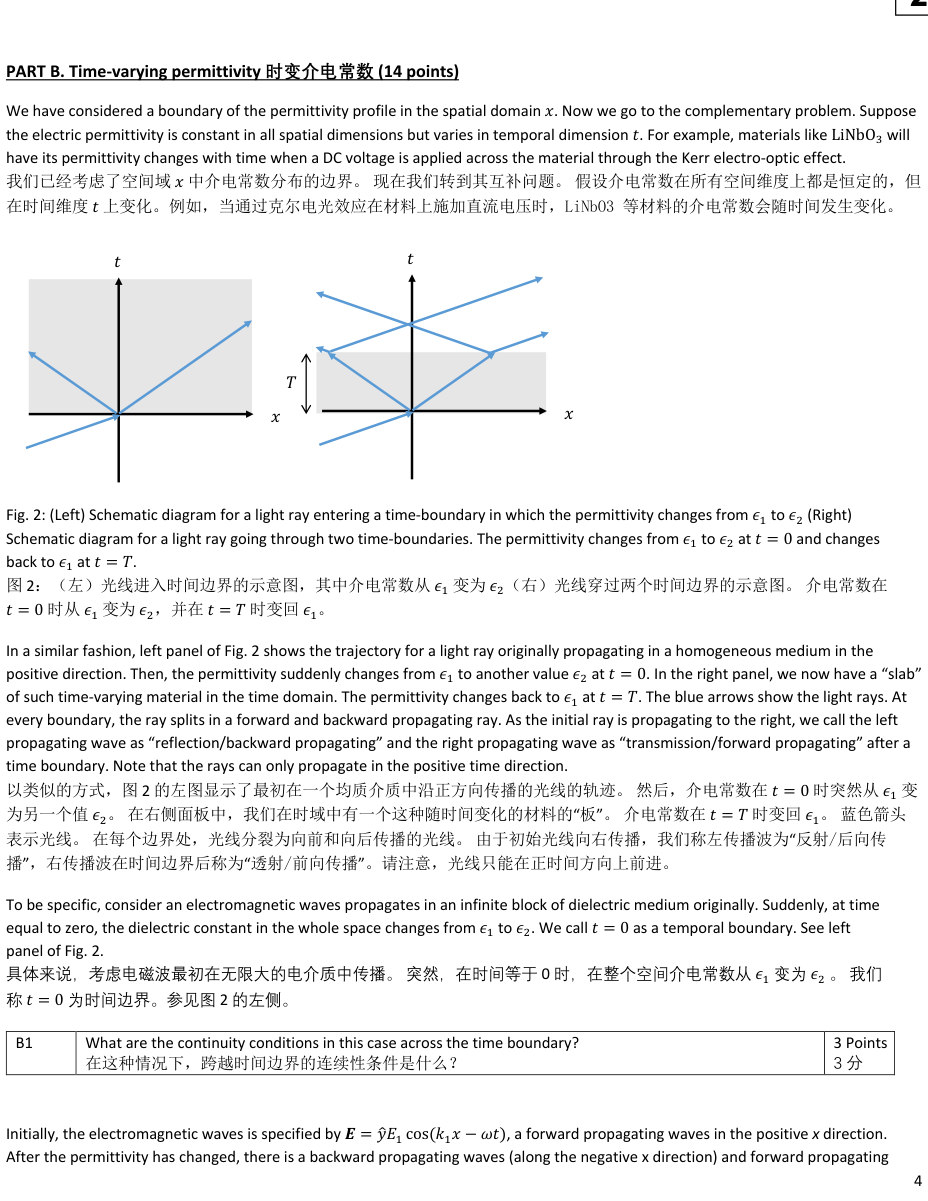 2
PART B. Time-varying permittivity 时变介电常数 (14 points)
We have considered a boundary of the permittivity profile in the spatial domain x. Now we go to the complementary problem. Suppose
the electric permittivity is constant in all spatial dimensions but varies in temporal dimension t. For example, materials like LiNbO₃ will
have its permittivity changes with time when a DC voltage is applied across the material through the Kerr electro-optic effect.
我们已经考虑了空间域 x 中介电常数分布的边界。 现在我们转到其互补问题。 假设介电常数在所有空间维度上都是恒定的，但
在时间维度 t 上变化。例如，当通过克尔电光效应在材料上施加直流电压时，LiNbO3 等材料的介电常数会随时间发生变化。
t
t
T
x
x
Fig. 2: (Left) Schematic diagram for a light ray entering a time-boundary in which the permittivity changes from ϵ₁ to ϵ₂ (Right)
Schematic diagram for a light ray going through two time-boundaries. The permittivity changes from ϵ₁ to ϵ₂ at t = 0 and changes
back to ϵ₁ at t = T.
图 2：（左）光线进入时间边界的示意图，其中介电常数从 ϵ₁ 变为 ϵ₂（右）光线穿过两个时间边界的示意图。 介电常数在
t = 0 时从 ϵ₁ 变为 ϵ₂，并在 t = T 时变回 ϵ₁。
In a similar fashion, left panel of Fig. 2 shows the trajectory for a light ray originally propagating in a homogeneous medium in the
positive direction. Then, the permittivity suddenly changes from ϵ₁ to another value ϵ₂ at t = 0. In the right panel, we now have a “slab”
of such time-varying material in the time domain. The permittivity changes back to ϵ₁ at t = T. The blue arrows show the light rays. At
every boundary, the ray splits in a forward and backward propagating ray. As the initial ray is propagating to the right, we call the left
propagating wave as “reflection/backward propagating” and the right propagating wave as “transmission/forward propagating” after a
time boundary. Note that the rays can only propagate in the positive time direction.
以类似的方式，图 2 的左图显示了最初在一个均质介质中沿正方向传播的光线的轨迹。 然后，介电常数在 t = 0 时突然从 ϵ₁ 变
为另一个值 ϵ₂。 在右侧面板中，我们在时域中有一个这种随时间变化的材料的“板”。 介电常数在 t = T 时变回 ϵ₁。 蓝色箭头
表示光线。 在每个边界处，光线分裂为向前和向后传播的光线。 由于初始光线向右传播，我们称左传播波为“反射/后向传
播”，右传播波在时间边界后称为“透射/前向传播”。请注意，光线只能在正时间方向上前进。
To be specific, consider an electromagnetic waves propagates in an infinite block of dielectric medium originally. Suddenly, at time
equal to zero, the dielectric constant in the whole space changes from ϵ₁ to ϵ₂. We call t = 0 as a temporal boundary. See left
panel of Fig. 2.
具体来说，考虑电磁波最初在无限大的电介质中传播。 突然，在时间等于 0 时，在整个空间介电常数从 ϵ₁ 变为 ϵ₂ 。 我们
称 t = 0 为时间边界。参见图 2 的左侧。
B1 What are the continuity conditions in this case across the time boundary? 3 Points
在这种情况下，跨越时间边界的连续性条件是什么？ 3 分
Initially, the electromagnetic waves is specified by E = ŷE₁ cos(k₁x − ωt), a forward propagating waves in the positive x direction.
After the permittivity has changed, there is a backward propagating waves (along the negative x direction) and forward propagating
4